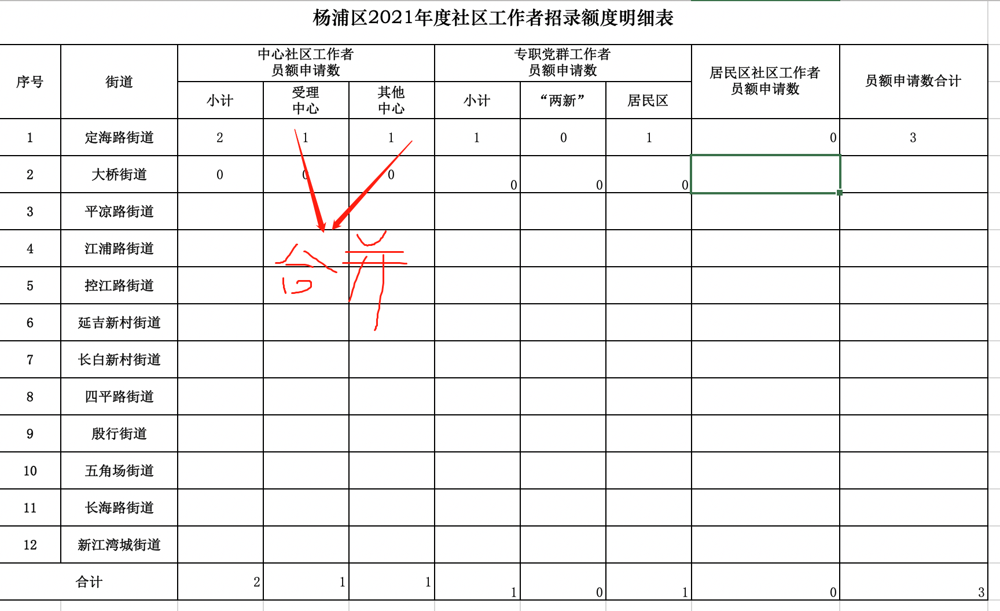 杨浦区2021年度社区工作者招录额度明细表
序号 街道 中心社区工作者员额申请数 专职党群工作者员额申请数 居民区社区工作者员额申请数 员额申请数合计
小计 受理中心 其他中心 小计 “两新” 居民区
1 定海路街道 2 1 1 1 0 1 0 3
2 大桥街道 0 0 0 0 0 0
3 平凉路街道
4 江浦路街道
合并
5 控江路街道
6 延吉新村街道
7 长白新村街道
8 四平路街道
9 殷行街道
10 五角场街道
11 长海路街道
12 新江湾城街道
合计 2 1 1 1 0 1 0 3